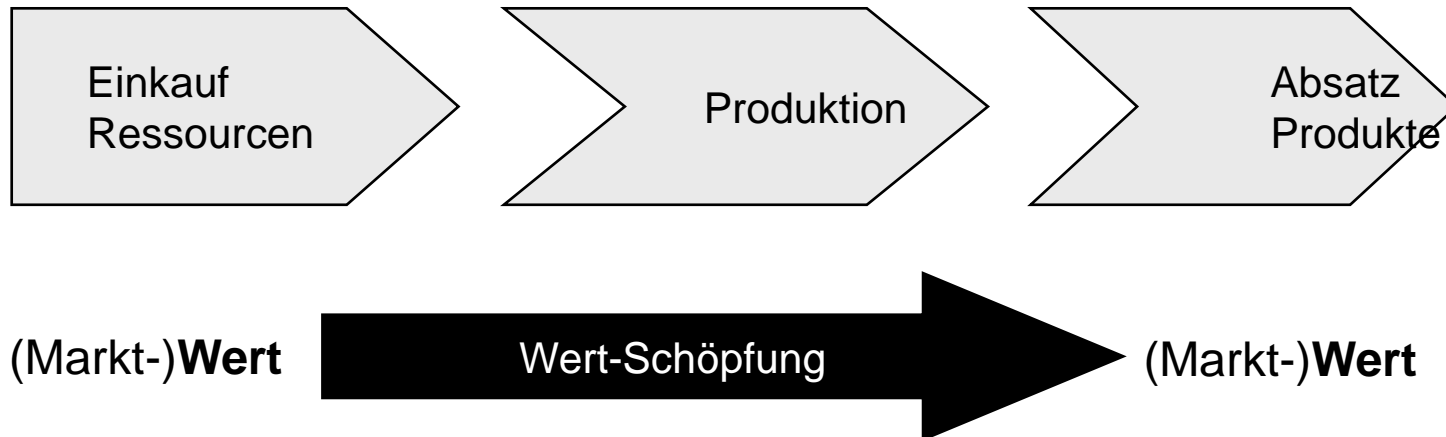 Einkauf
Ressourcen
Produktion
Absatz
Produkte
(Markt-)Wert
Wert-Schöpfung
(Markt-)Wert